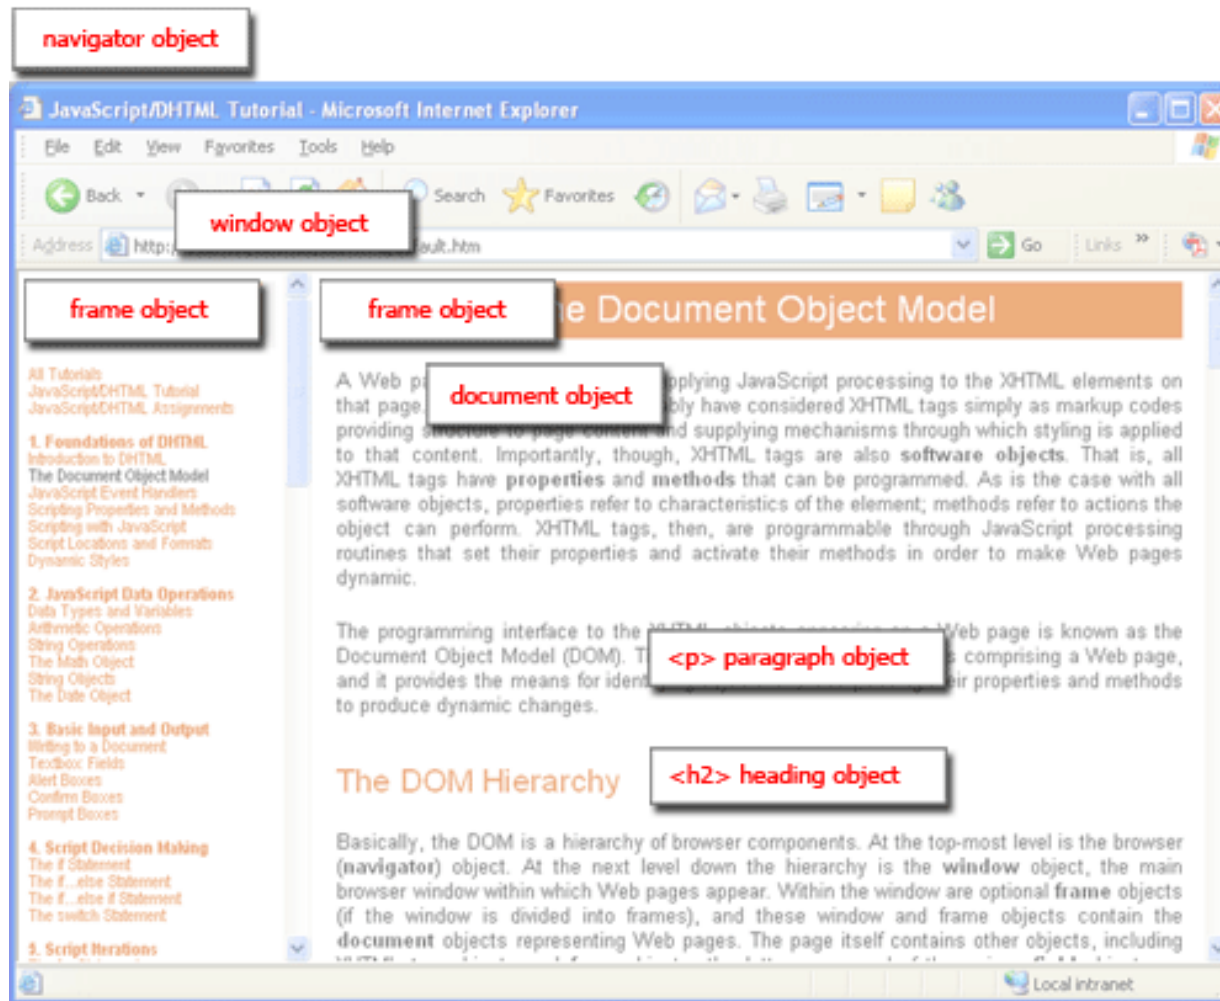 navigator object
JavaScript/DHTML Tutorial - Microsoft Internet Explorer
File Edit View Favorites Tools Help
Back Search Favorites
window object
Address http:/ ault.htm Go Links »
frame object
frame object
e Document Object Model
All Tutorials
JavaScript/DHTML Tutorial
JavaScript/DHTML Assignments
1. Foundations of DHTML
Introduction to DHTML
The Document Object Model
JavaScript Event Handlers
Scripting Properties and Methods
Scripting with JavaScript
Script Locations and Formats
Dynamic Styles
2. JavaScript Data Operations
Data Types and Variables
Arithmetic Operations
String Operations
The Math Object
String Objects
The Date Object
3. Basic Input and Output
Writing to a Document
Textbox Fields
Alert Boxes
Confirm Boxes
Prompt Boxes
4. Script Decision Making
The if Statement
The if...else Statement
The if...else if Statement
The switch Statement
5. Script Iterations
document object
A Web p pplying JavaScript processing to the XHTML elements on
that page. bly have considered XHTML tags simply as markup codes
providing structure to page content and supplying mechanisms through which styling is applied
to that content. Importantly, though, XHTML tags are also software objects. That is, all
XHTML tags have properties and methods that can be programmed. As is the case with all
software objects, properties refer to characteristics of the element; methods refer to actions the
object can perform. XHTML tags, then, are programmable through JavaScript processing
routines that set their properties and activate their methods in order to make Web pages
dynamic.
The programming interface to the Web page is known as the
Document Object Model (DOM). T s comprising a Web page,
and it provides the means for iden eir properties and methods
to produce dynamic changes.
<p> paragraph object
The DOM Hierarchy
<h2> heading object
Basically, the DOM is a hierarchy of browser components. At the top-most level is the browser
(navigator) object. At the next level down the hierarchy is the window object, the main
browser window within which Web pages appear. Within the window are optional frame objects
(if the window is divided into frames), and these window and frame objects contain the
document objects representing Web pages. The page itself contains other objects, including
Local intranet